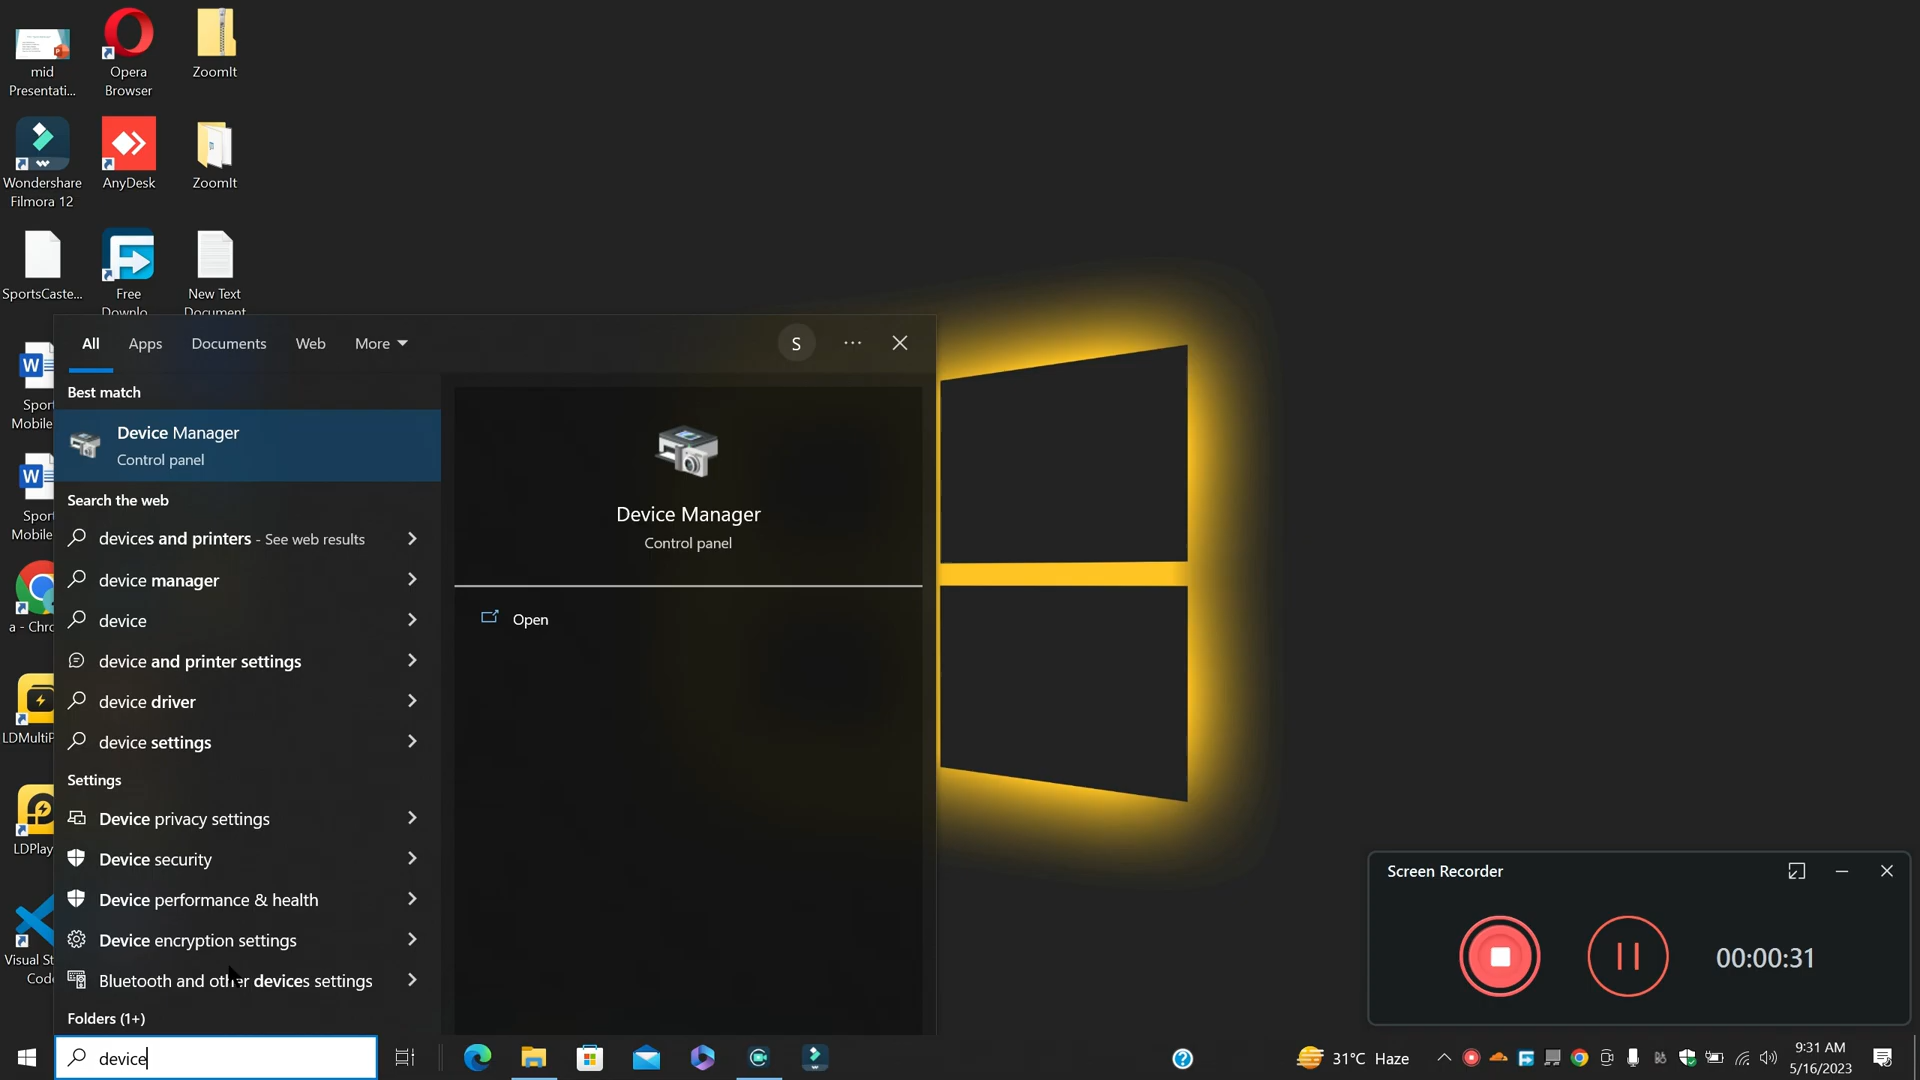 mid
Presentati...
Opera
Browser
ZoomIt
Wondershare
Filmora 12
AnyDesk
ZoomIt
SportsCaste...
Free
Downlo
New Text
Document
Spor
Mobile
Spor
Mobile
a - Chro
LDMultiP
LDPlay
Visual St
Code
All
Apps
Documents
Web
More
S
Best match
Device Manager
Control panel
Search the web
devices and printers - See web results
device manager
device
device and printer settings
device driver
device settings
Settings
Device privacy settings
Device security
Device performance & health
Device encryption settings
Bluetooth and other devices settings
Folders (1+)
device
Device Manager
Control panel
Open
Screen Recorder
00:00:31
31°C Haze
9:31 AM
5/16/2023